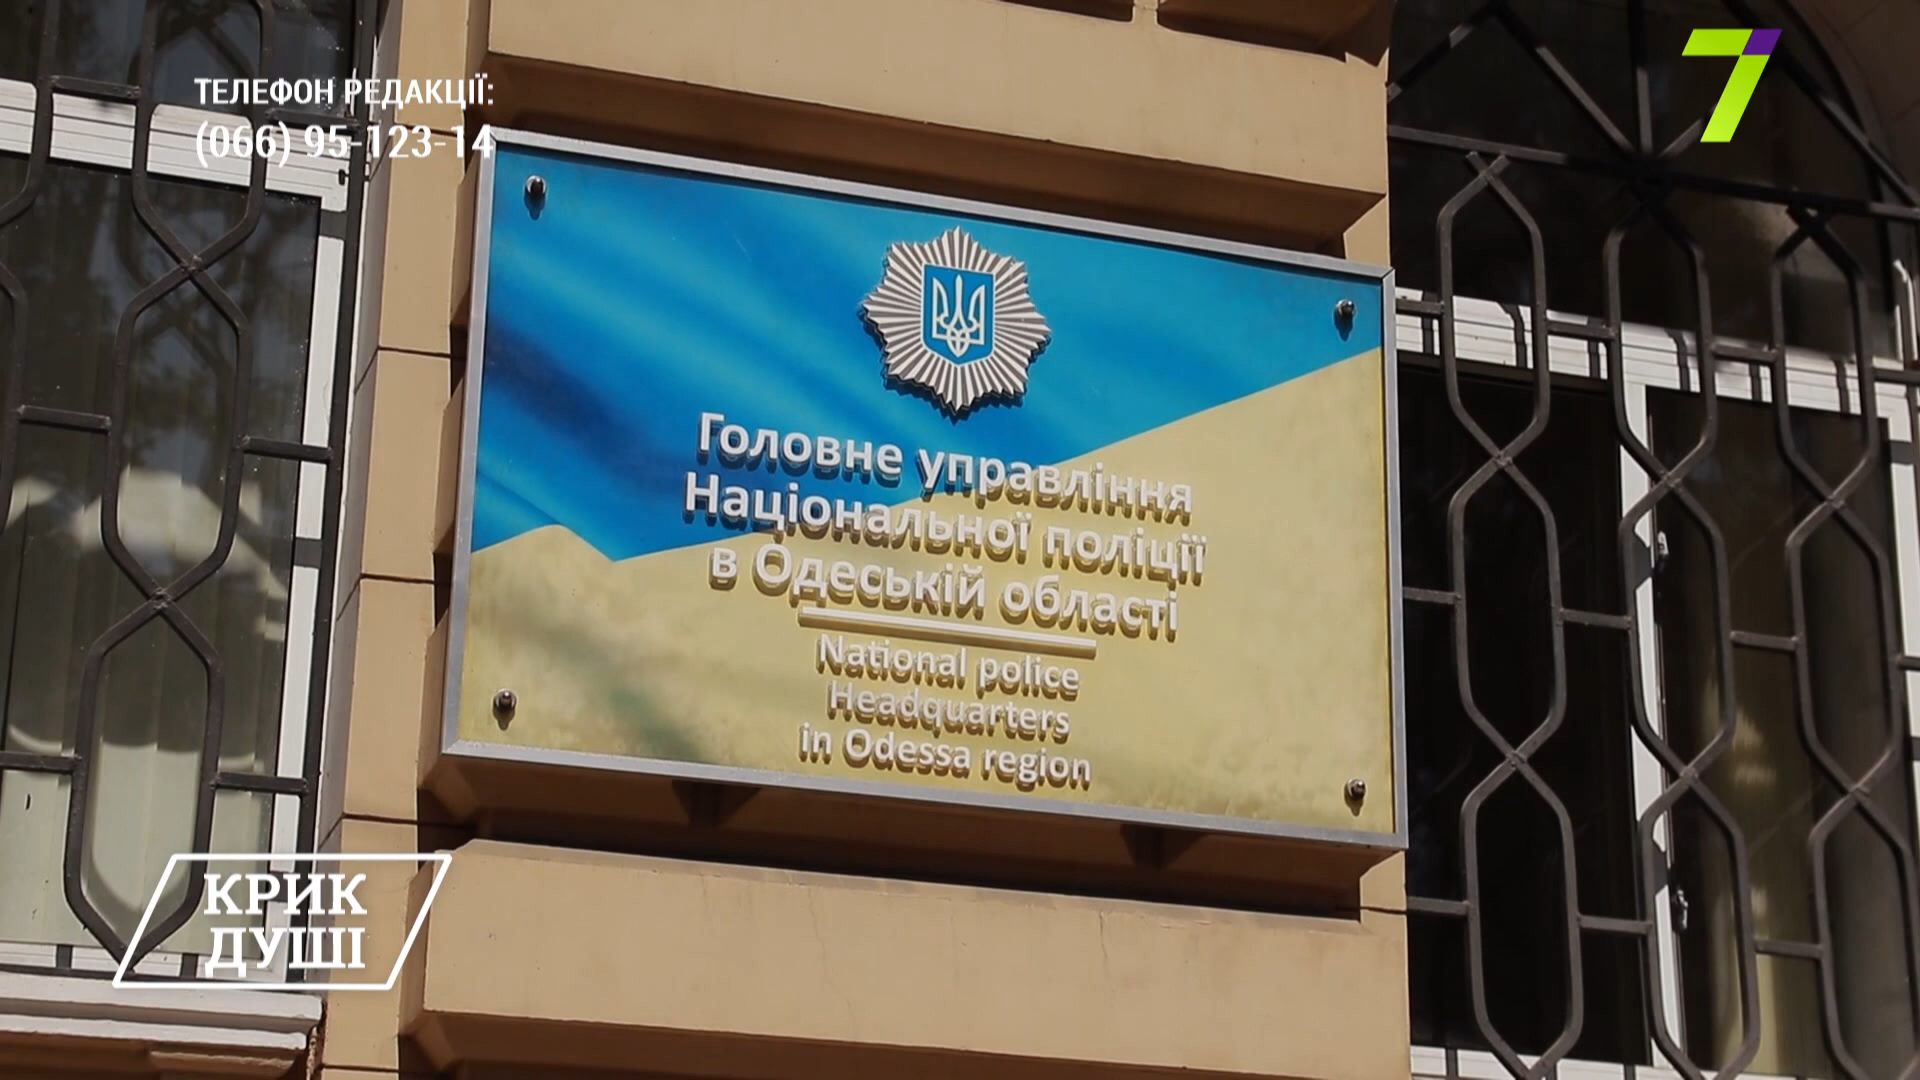 ТЕЛЕФОН РЕДАКЦІЇ:
(066) 95-123-14
7
Головне управління
Національної поліції
в Одеській області
National police
Headquarters
in Odessa region
КРИК
ДУШІ